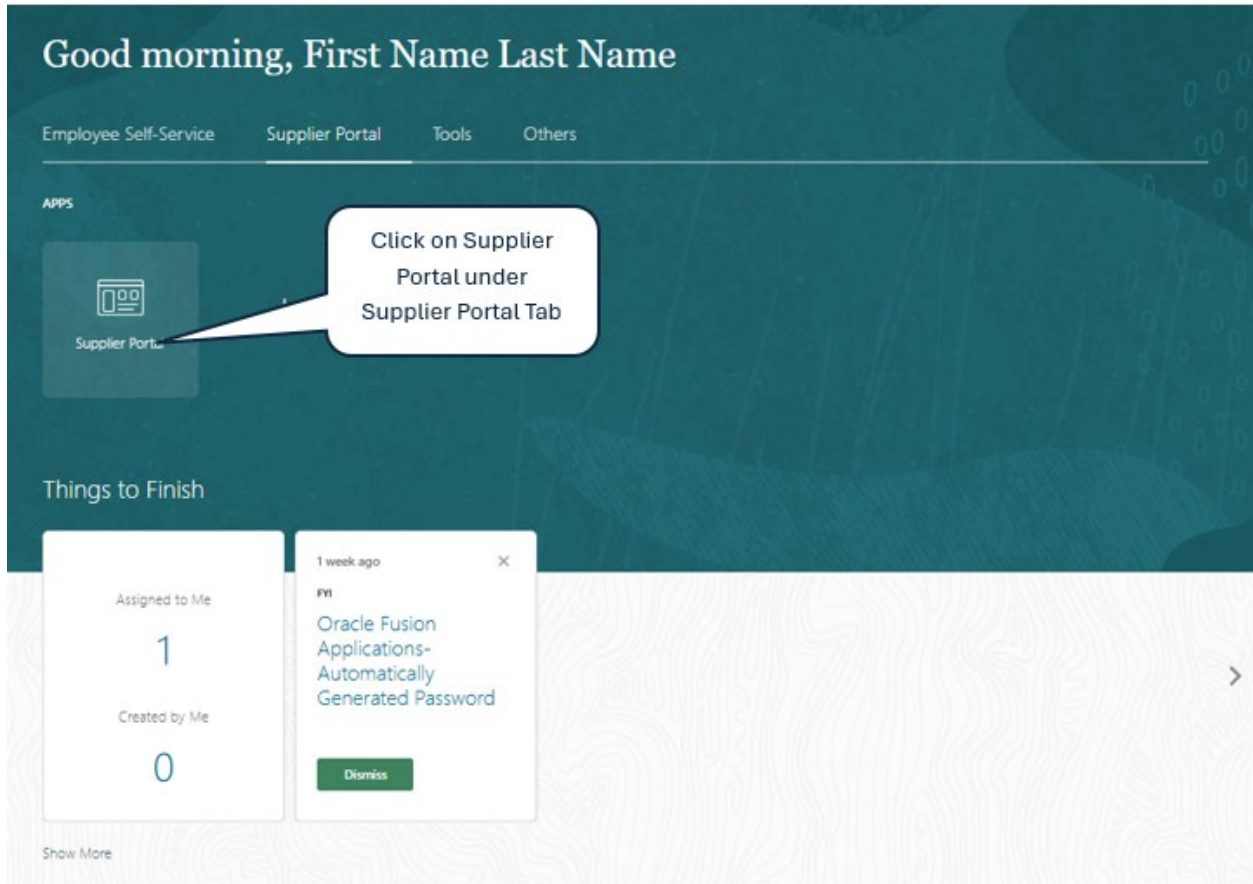 Good morning, First Name Last Name
Employee Self-Service Supplier Portal Tools Others
APPS
Click on Supplier
Portal under
Supplier Portal Tab
Supplier Portal
Things to Finish
Assigned to Me
1
Created by Me
0
1 week ago
FYI
Oracle Fusion
Applications-
Automatically
Generated Password
Dismiss
Show More